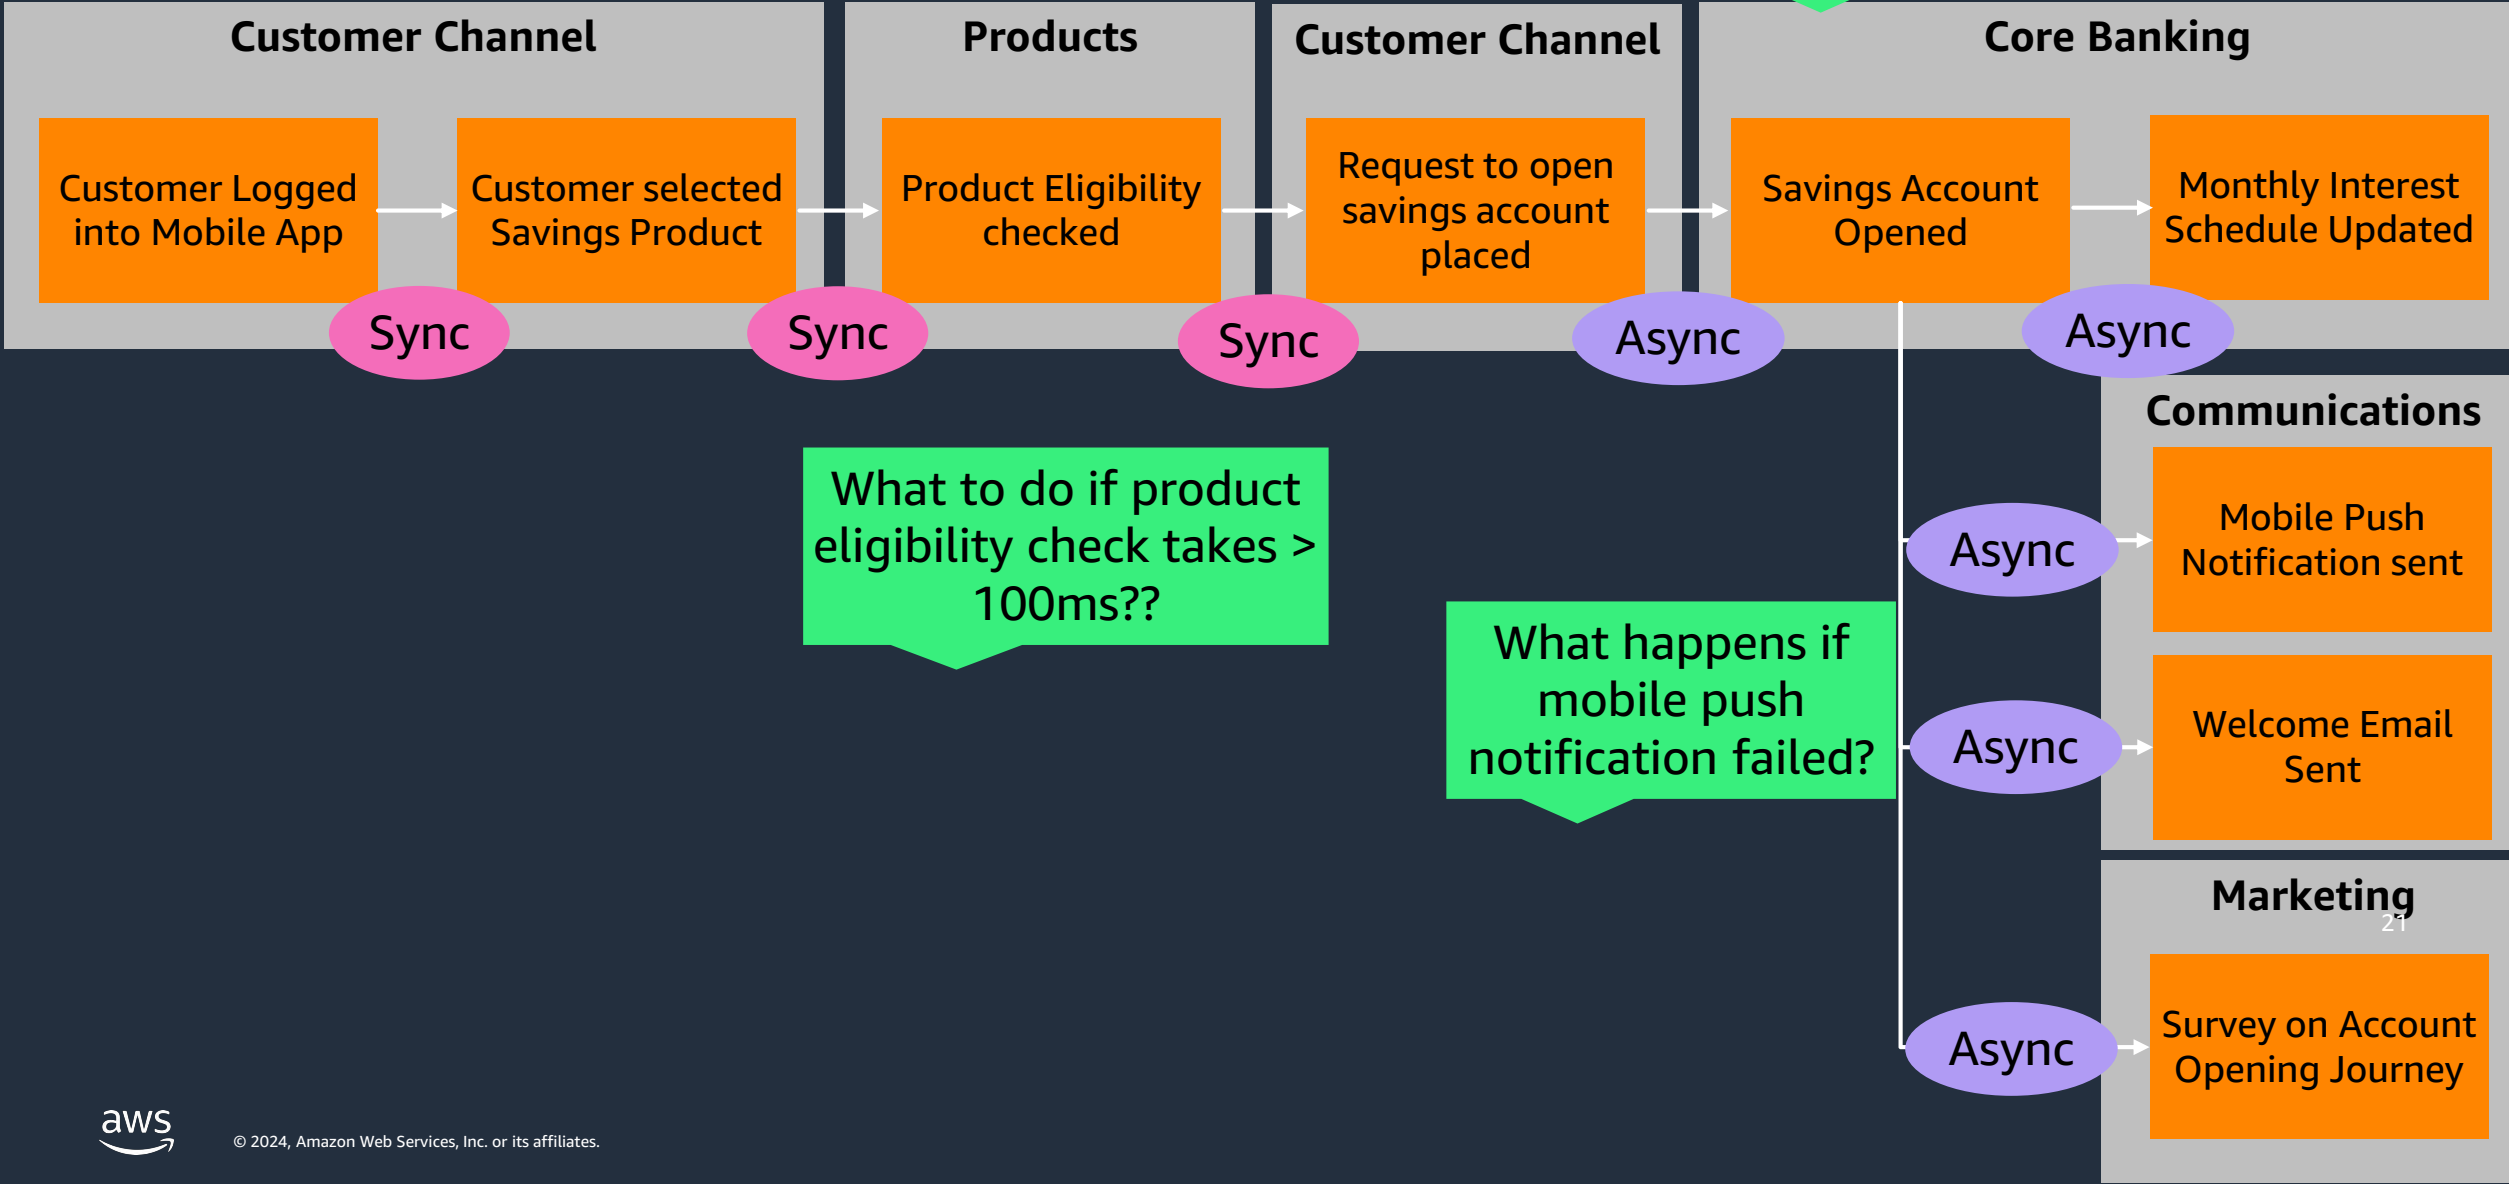 Customer Channel
Products
Customer Channel
Core Banking
Customer Logged
into Mobile App
Customer selected
Savings Product
Product Eligibility
checked
Request to open
savings account
placed
Savings Account
Opened
Monthly Interest
Schedule Updated
Sync
Sync
Sync
Async
Async
What to do if product
eligibility check takes >
100ms??
What happens if
mobile push
notification failed?
Communications
Async
Mobile Push
Notification sent
Async
Welcome Email
Sent
Marketing
21
Async
Survey on Account
Opening Journey
aws
© 2024, Amazon Web Services, Inc. or its affiliates.